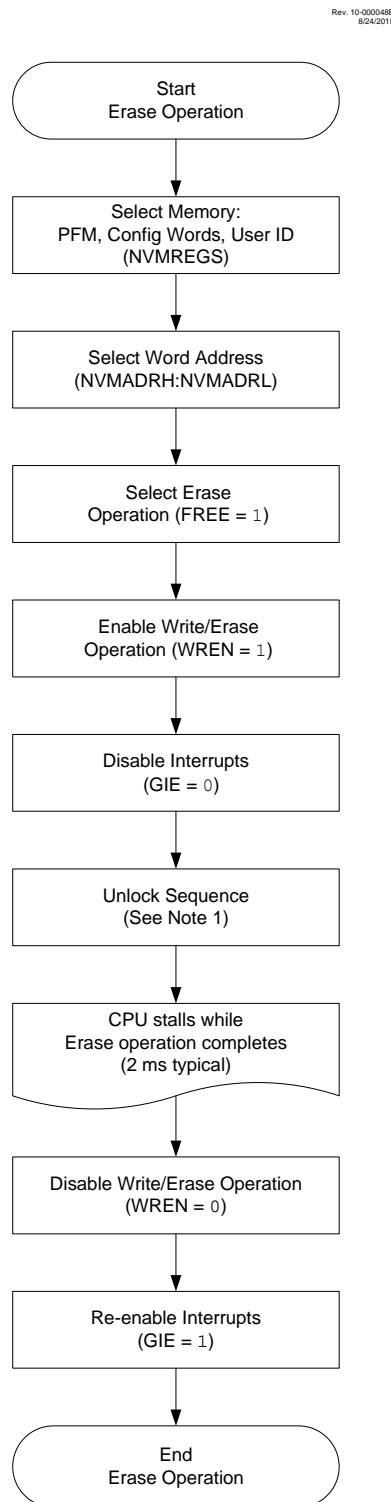 Rev. 10-000048B
8/24/2015
Start
Erase Operation
Select Memory:
PFM, Config Words, User ID
(NVMREGS)
Select Word Address
(NVMADRH:NVMADRL)
Select Erase
Operation (FREE = 1)
Enable Write/Erase
Operation (WREN = 1)
Disable Interrupts
(GIE = 0)
Unlock Sequence
(See Note 1)
CPU stalls while
Erase operation completes
(2 ms typical)
Disable Write/Erase Operation
(WREN = 0)
Re-enable Interrupts
(GIE = 1)
End
Erase Operation